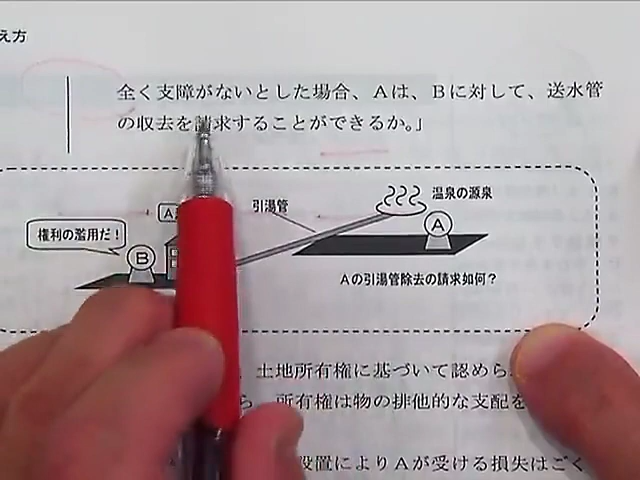 え方
全く支障がないとした場合、Aは、Bに対して、送水管
の収去を請求することができるか。」
温泉の源泉
引湯管
A
A
権利の濫用だ！
B
Aの引湯管除去の請求如何？
土地所有権に基づいて認めら
所有権は物の排他的な支配を
設置によりAが受ける損失はごく